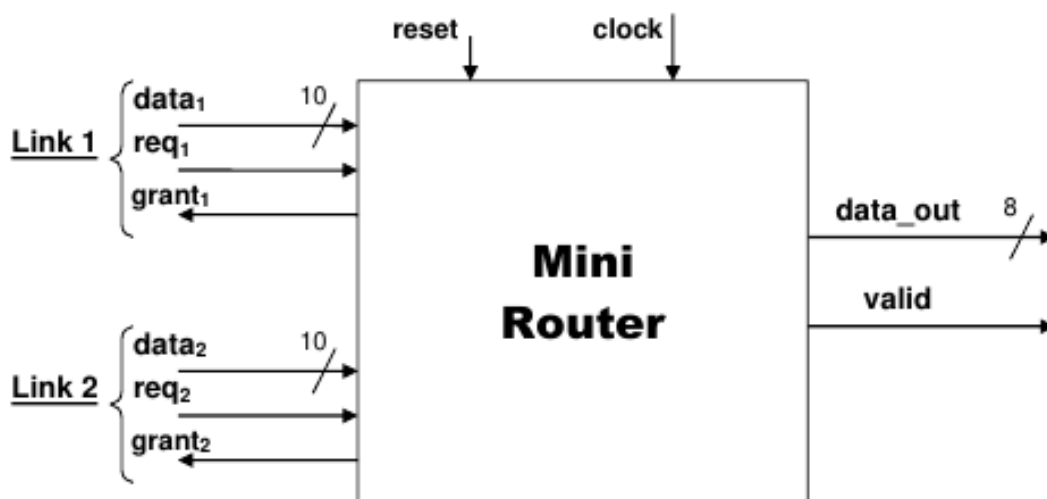 reset
clock
Link 1
data₁
10
req₁
grant₁
Mini
Router
data_out
8
valid
Link 2
data₂
10
req₂
grant₂